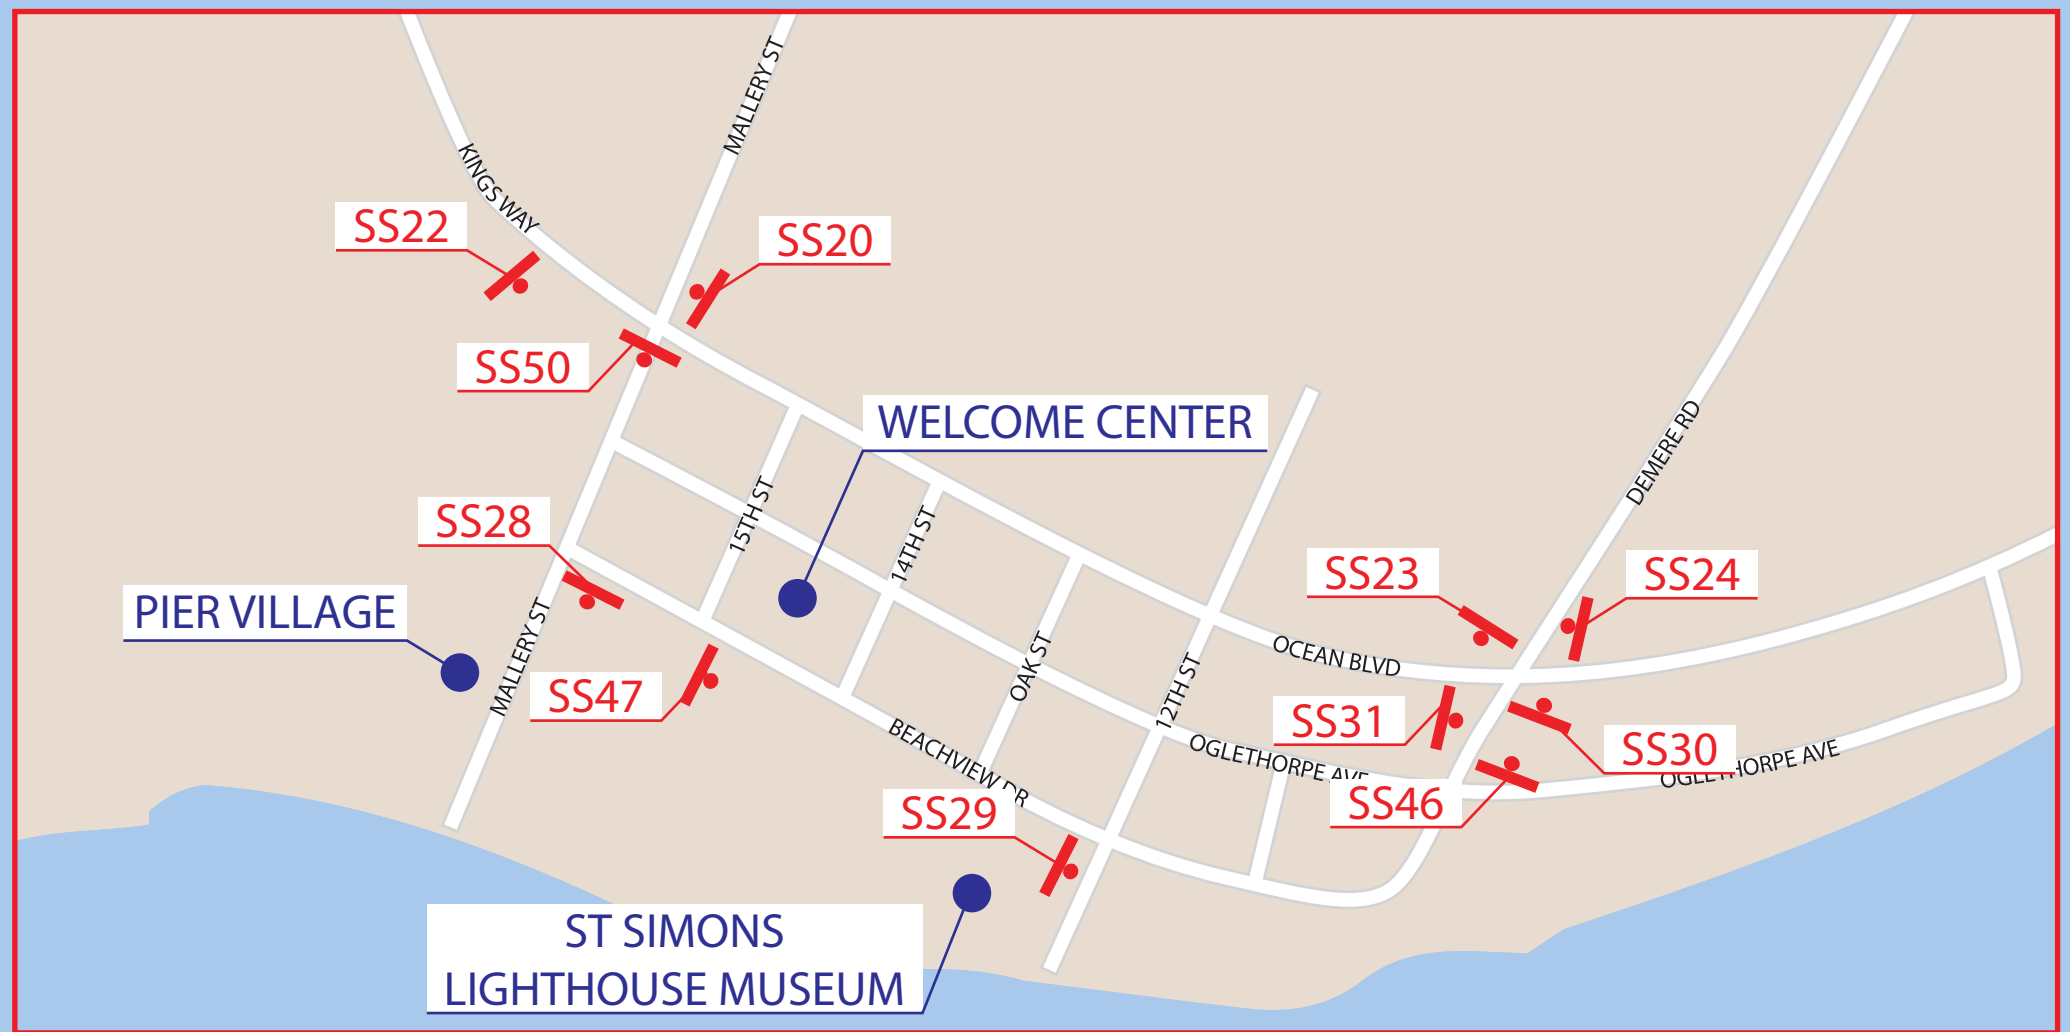 MALLERY ST
KINGS WAY
SS22
SS20
SS50
WELCOME CENTER
DEMERE RD
15TH ST
14TH ST
SS28
SS23
SS24
PIER VILLAGE
MALLERY ST
OAK ST
12TH ST
OCEAN BLVD
SS47
SS31
SS30
BEACHVIEW DR
OGLETHORPE AVE
OGLETHORPE AVE
SS46
SS29
ST SIMONS
LIGHTHOUSE MUSEUM